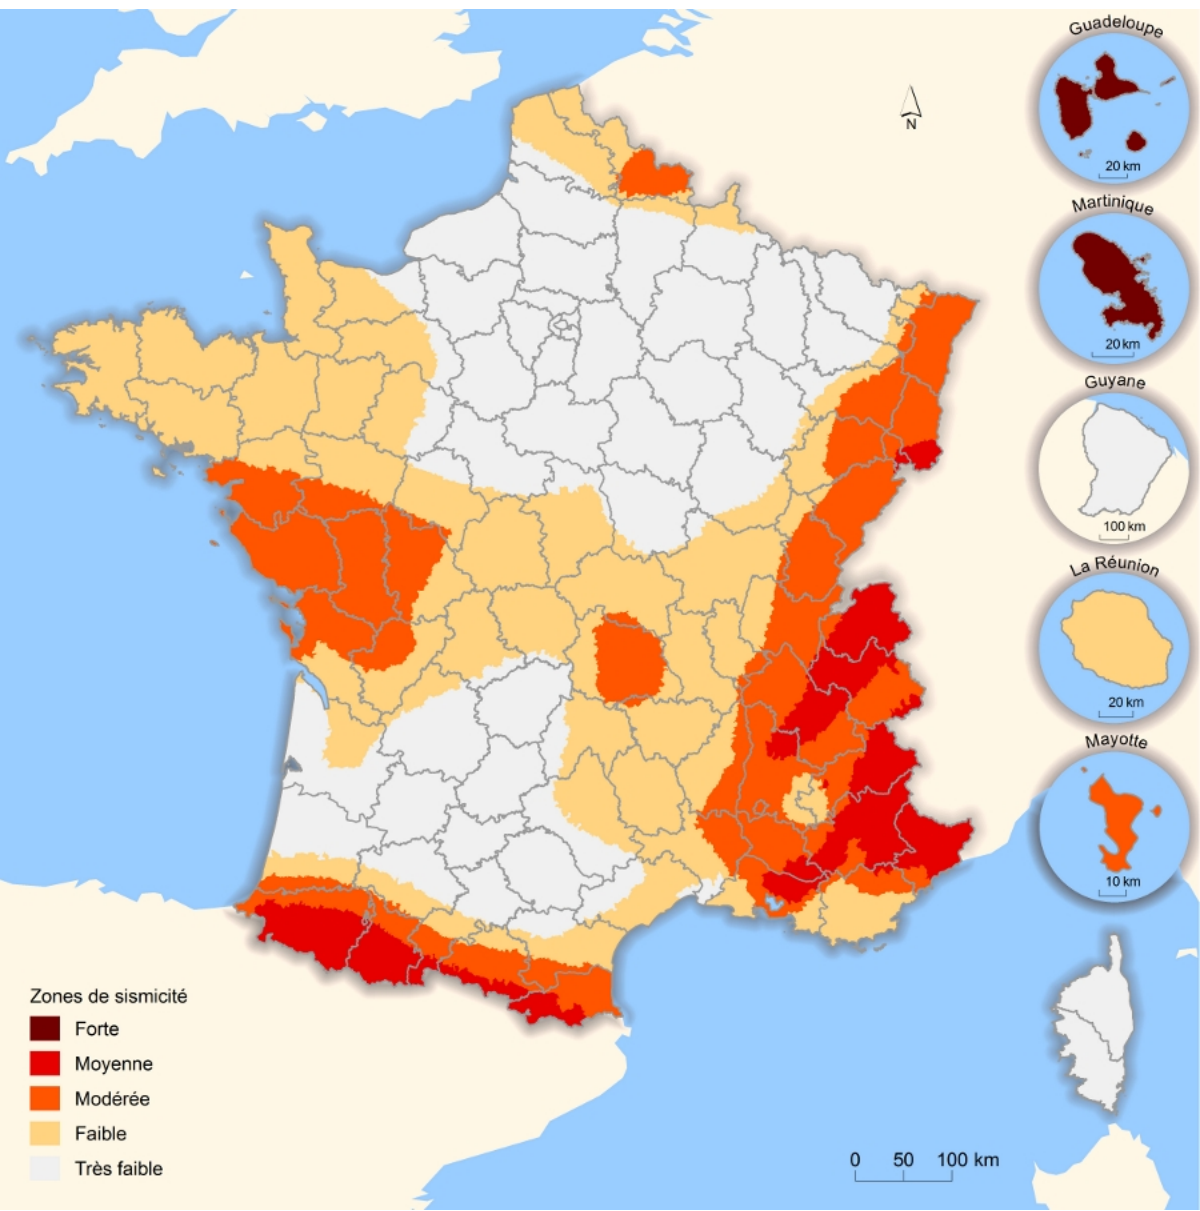 Guadeloupe
20 km
N
Martinique
20 km
Guyane
100 km
La Réunion
20 km
Mayotte
10 km
Zones de sismicité
Forte
Moyenne
Modérée
Faible
Très faible
0 50 100 km